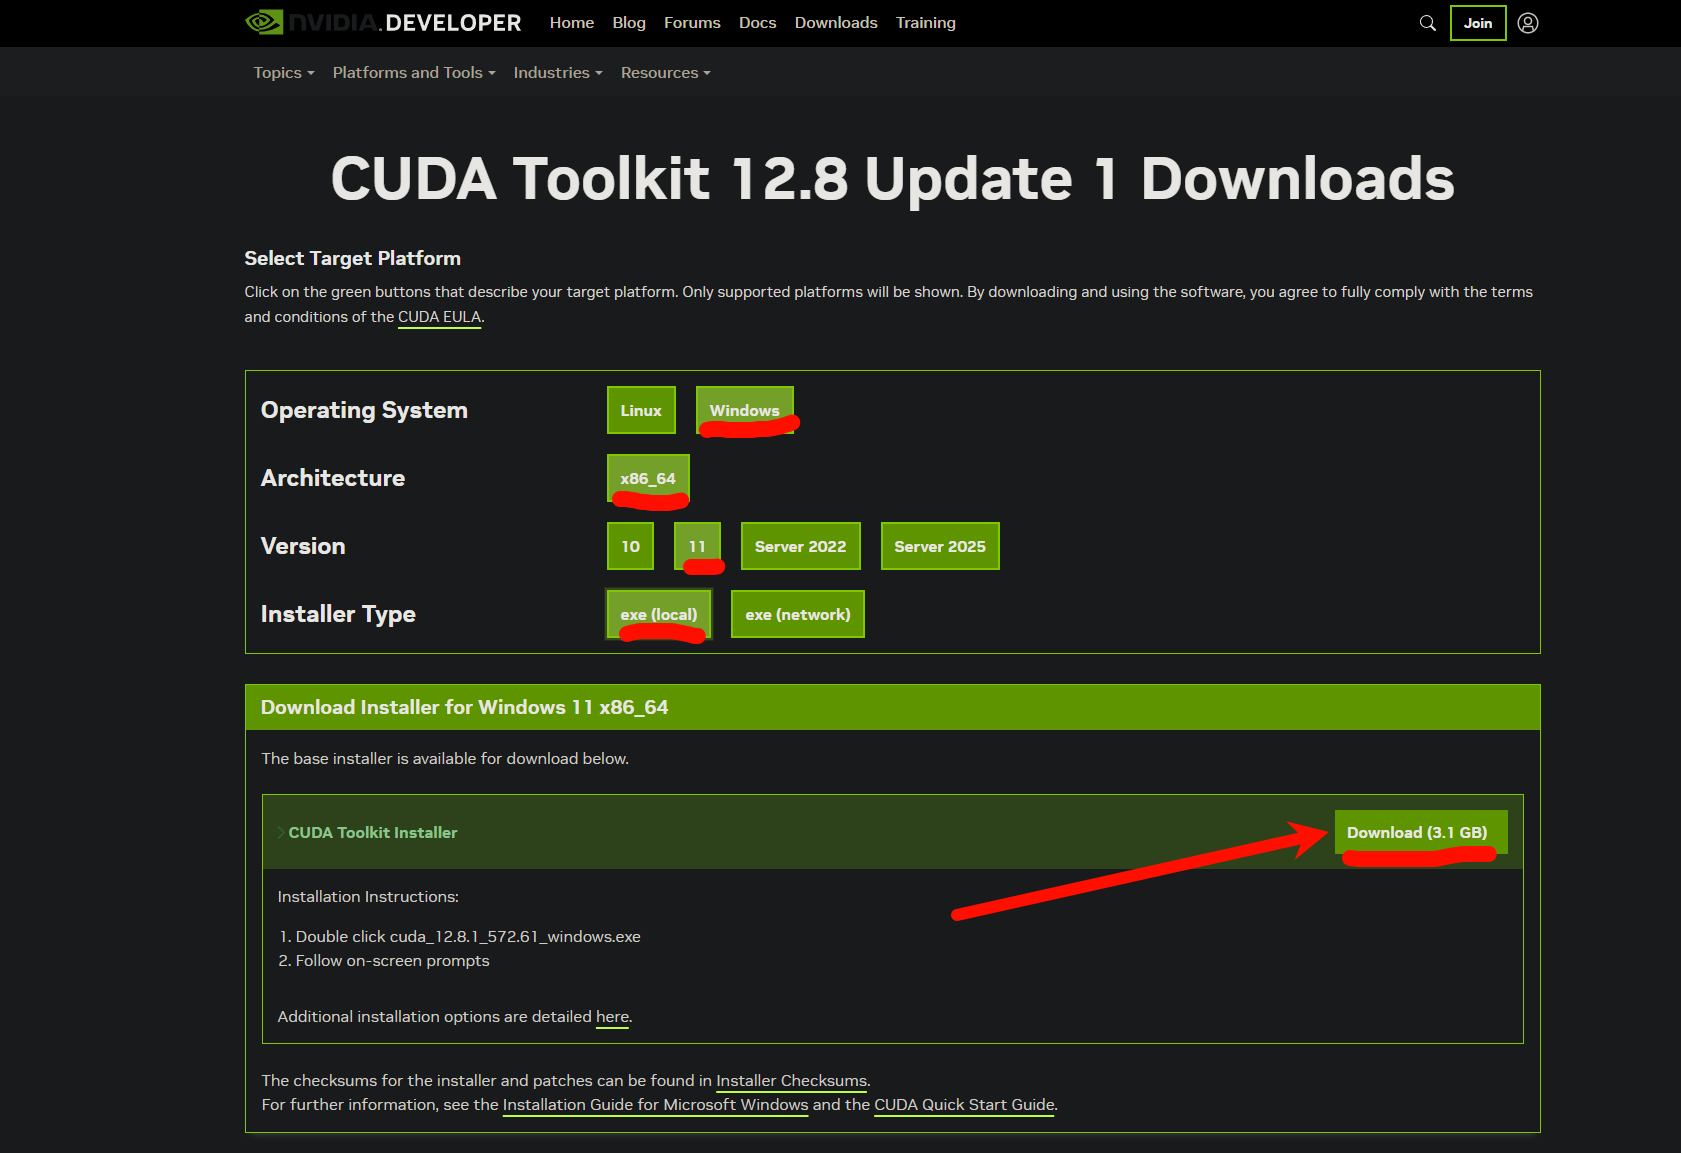 NVIDIA.DEVELOPER Home Blog Forums Docs Downloads Training Join
Topics Platforms and Tools Industries Resources
CUDA Toolkit 12.8 Update 1 Downloads
Select Target Platform
Click on the green buttons that describe your target platform. Only supported platforms will be shown. By downloading and using the software, you agree to fully comply with the terms
and conditions of the CUDA EULA.
Operating System Linux Windows
Architecture x86_64
Version 10 11 Server 2022 Server 2025
Installer Type exe (local) exe (network)
Download Installer for Windows 11 x86_64
The base installer is available for download below.
CUDA Toolkit Installer Download (3.1 GB)
Installation Instructions:
1. Double click cuda_12.8.1_572.61_windows.exe
2. Follow on-screen prompts
Additional installation options are detailed here.
The checksums for the installer and patches can be found in Installer Checksums.
For further information, see the Installation Guide for Microsoft Windows and the CUDA Quick Start Guide.